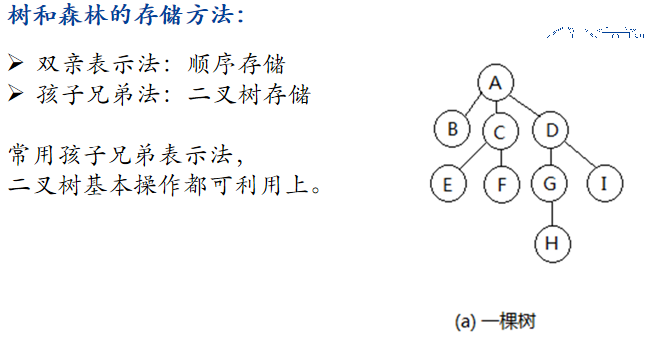 树和森林的存储方法：
➢ 双亲表示法：顺序存储
➢ 孩子兄弟法：二叉树存储
常用孩子兄弟表示法，
二叉树基本操作都可利用上。
A
B C D
E F G I
H
(a) 一棵树